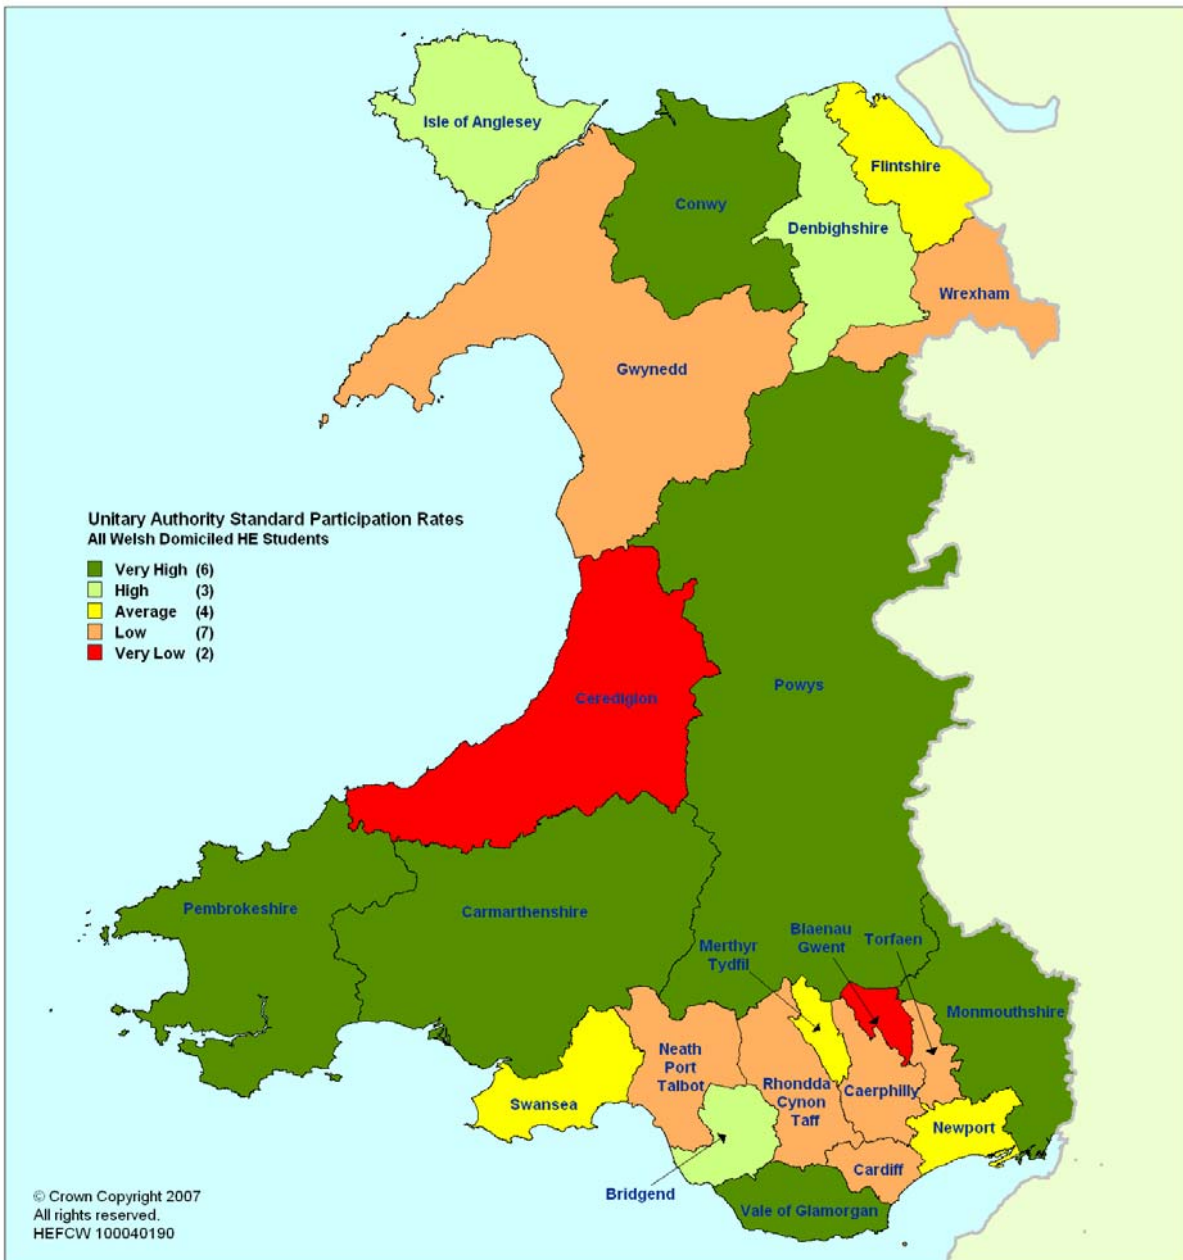 Isle of Anglesey
Flintshire
Conwy
Denbighshire
Wrexham
Gwynedd
Unitary Authority Standard Participation Rates
All Welsh Domiciled HE Students
Very High (6)
High (3)
Average (4)
Low (7)
Very Low (2)
Ceredigion
Powys
Pembrokeshire
Carmarthenshire
Merthyr
Tydfil
Blaenau
Gwent
Torfaen
Monmouthshire
Neath
Port
Talbot
Rhondda
Cynon
Taff
Caerphilly
Swansea
Newport
Cardiff
Bridgend
Vale of Glamorgan
© Crown Copyright 2007
All rights reserved.
HEFCW 100040190